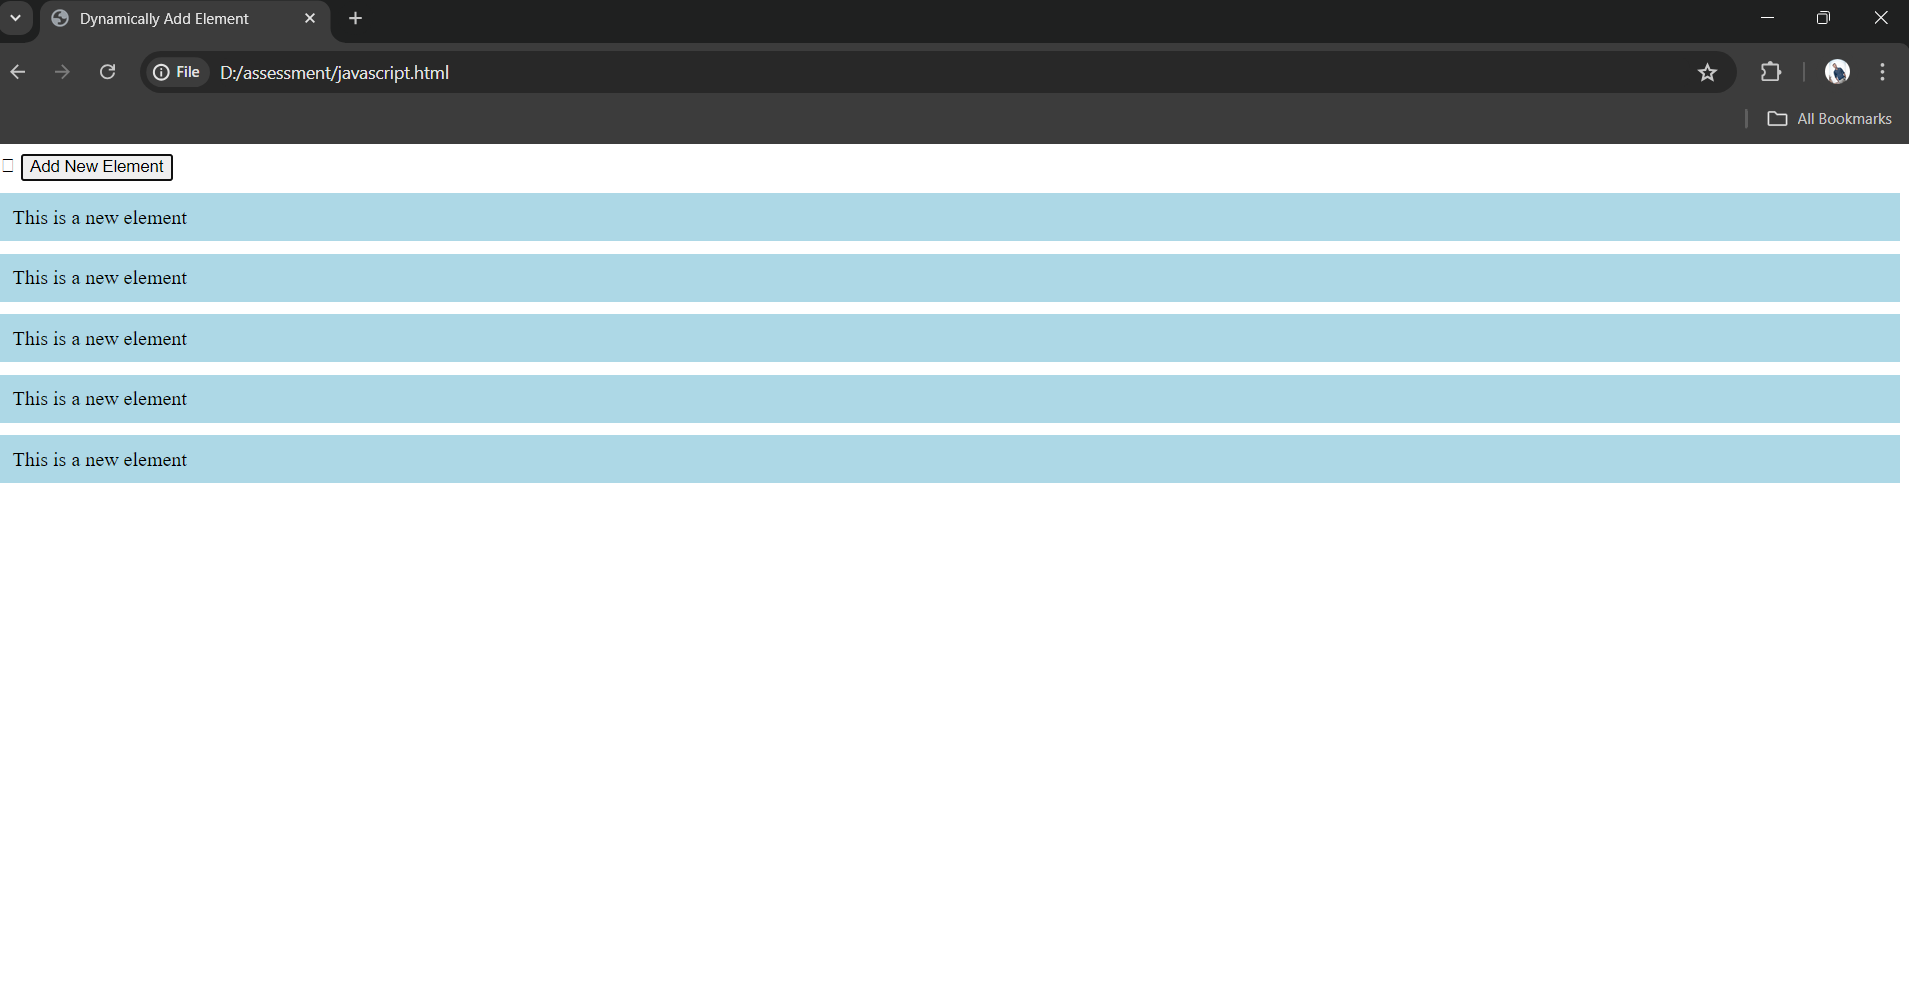 Dynamically Add Element
File D:/assessment/javascript.html
All Bookmarks
Add New Element
This is a new element
This is a new element
This is a new element
This is a new element
This is a new element